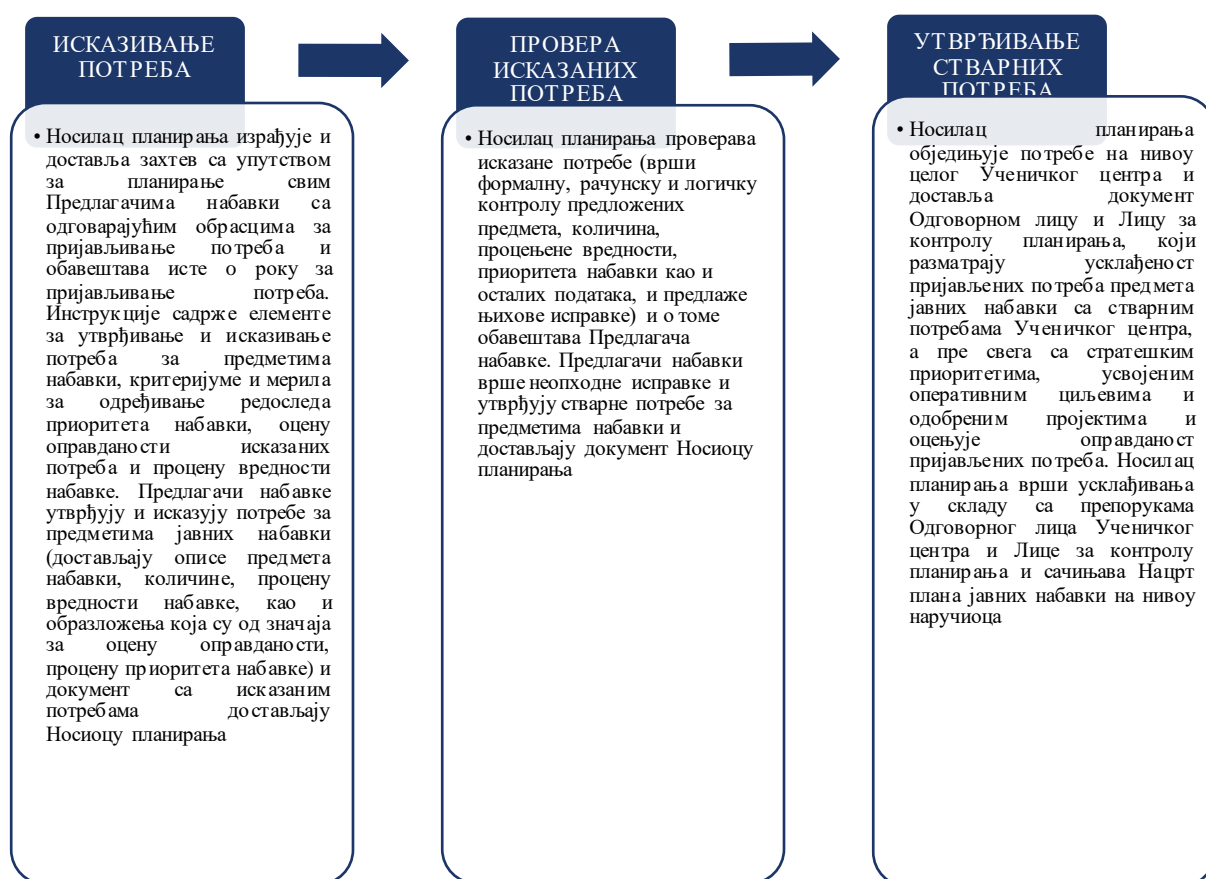 ИСКАЗИВАЊЕ
ПОТРЕБА
• Носилац планирања израђује и
доставља захтев са упутством
за планирање свим
Предлагачима набавки са
одговарајућим обрасцима за
пријављивање потреба и
обавештава исте о року за
пријављивање потреба.
Инструкције садрже елементе
за утврђивање и исказивање
потреба за предметима
набавки, критеријуме и мерила
за одређивање редоследа
приоритета набавки, оцену
оправданости исказаних
потреба и процену вредности
набавке. Предлагачи набавке
утврђују и исказују потребе за
предметима јавних набавки
(достављају описе предмета
набавки, количине, процену
вредности набавке, као и
образложења која су од значаја
за оцену оправданости,
процену приоритета набавке) и
документ са исказаним
потребама достављају
Носиоцу планирања
ПРОВЕРА
ИСКАЗАНИХ
ПОТРЕБА
• Носилац планирања проверава
исказане потребе (врши
формалну, рачунску и логичку
контролу предложених
предмета, количина,
процењене вредности,
приоритета набавки као и
осталих података, и предлаже
њихове исправке) и о томе
обавештава Предлагача
набавке. Предлагачи набавки
врше неопходне исправке и
утврђују стварне потребе за
предметима набавки и
достављају документ Носиоцу
планирања
УТВРЂИВАЊЕ
СТВАРНИХ
ПОТРЕБА
• Носилац планирања
обједињује потребе на нивоу
целог Ученичког центра и
доставља документ
Одговорном лицу и Лицу за
контролу планирања, који
разматрају усклађеност
пријављених потреба предмета
јавних набавки са стварним
потребама Ученичког центра,
а пре свега са стратешким
приоритетима, усвојеним
оперативним циљевима и
одобреним пројектима и
оцењује оправданост
пријављених потреба. Носилац
планирања врши усклађивања
у складу са препорукама
Одговорног лица Ученичког
центра и Лице за контролу
планирања и сачињава Нацрт
плана јавних набавки на нивоу
наручиоца